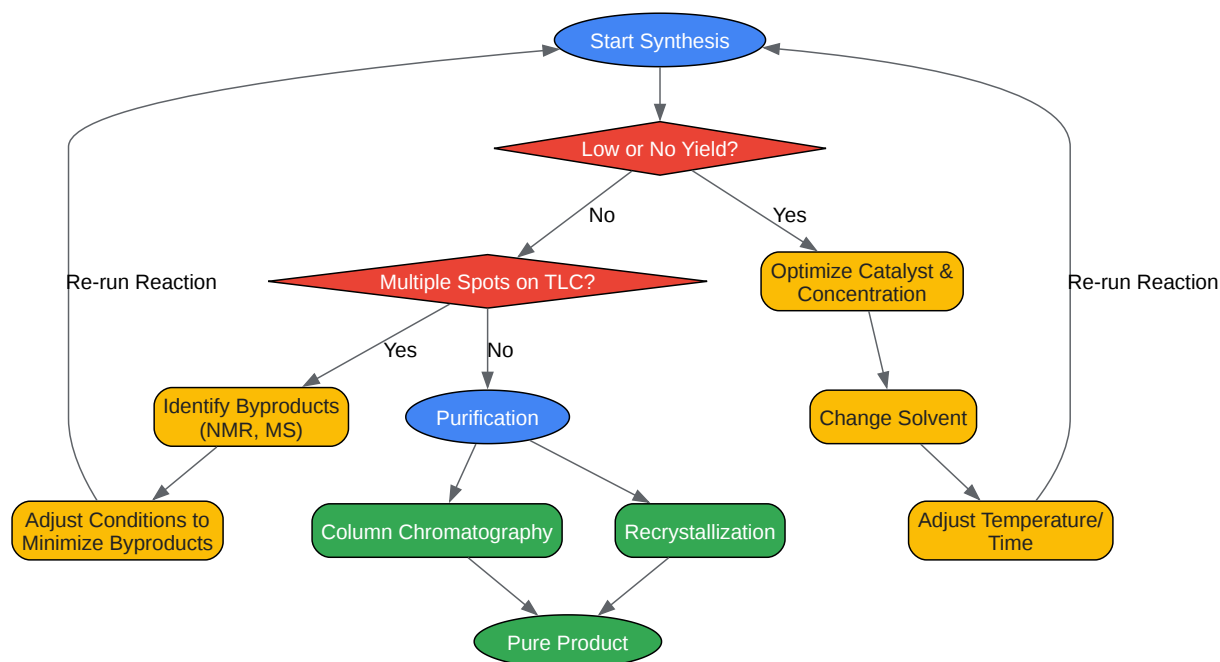 Start Synthesis
Low or No Yield?
No
Yes
Multiple Spots on TLC?
Optimize Catalyst &
Concentration
Re-run Reaction
Re-run Reaction
Yes
No
Identify Byproducts
(NMR, MS)
Purification
Change Solvent
Adjust Conditions to
Minimize Byproducts
Column Chromatography
Recrystallization
Adjust Temperature/
Time
Pure Product